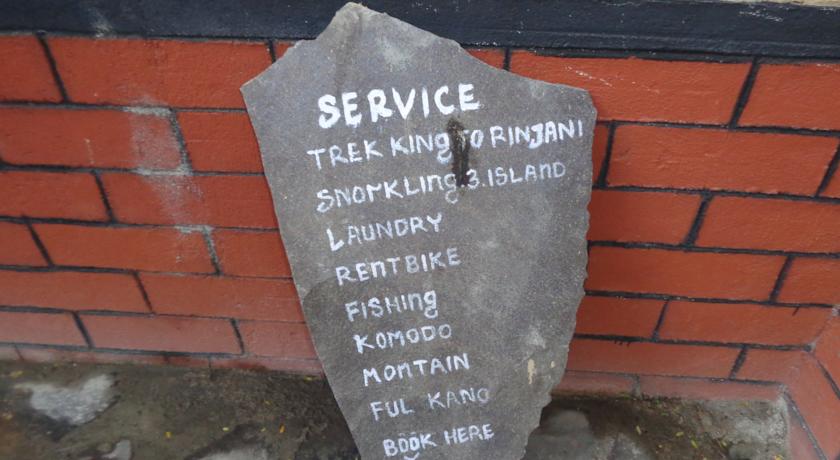 SERVICE
TREK KING TO RINJANI
SNORKLING 3.ISLAND
LAUNDRY
RENTBIKE
FISHING
KOMODO
MONTAIN
FUL KANO
BOOK HERE